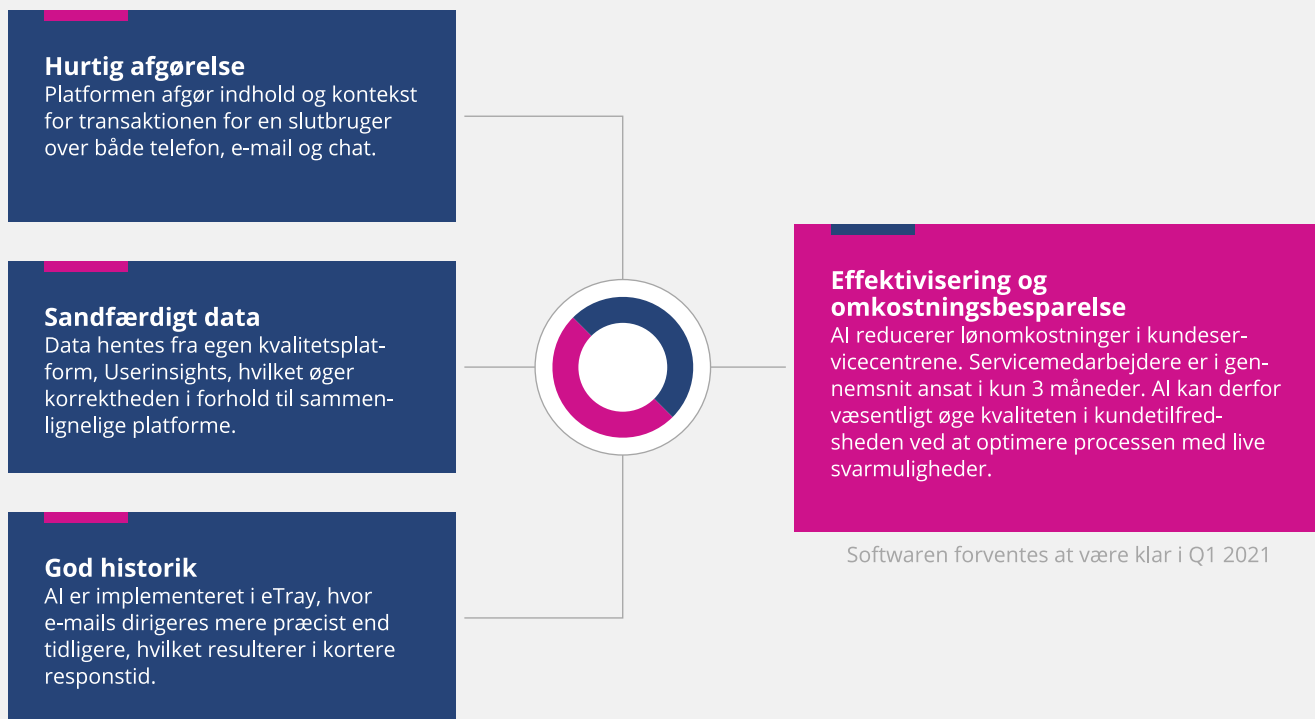 Hurtig afgørelse
Platformen afgør indhold og kontekst
for transaktionen for en slutbruger
over både telefon, e-mail og chat.
Sandfærdigt data
Data hentes fra egen kvalitetsplat-
form, Userinsights, hvilket øger
korrektheden i forhold til sammen-
lignelige platforme.
God historik
AI er implementeret i eTray, hvor
e-mails dirigeres mere præcist end
tidligere, hvilket resulterer i kortere
responstid.
Effektivisering og
omkostningsbesparelse
AI reducerer lønomkostninger i kundeser-
vicecentrene. Servicemedarbejdere er i gen-
nemsnit ansat i kun 3 måneder. AI kan derfor
væsentligt øge kvaliteten i kundetilfred-
sheden ved at optimere processen med live
svarmuligheder.
Softwaren forventes at være klar i Q1 2021